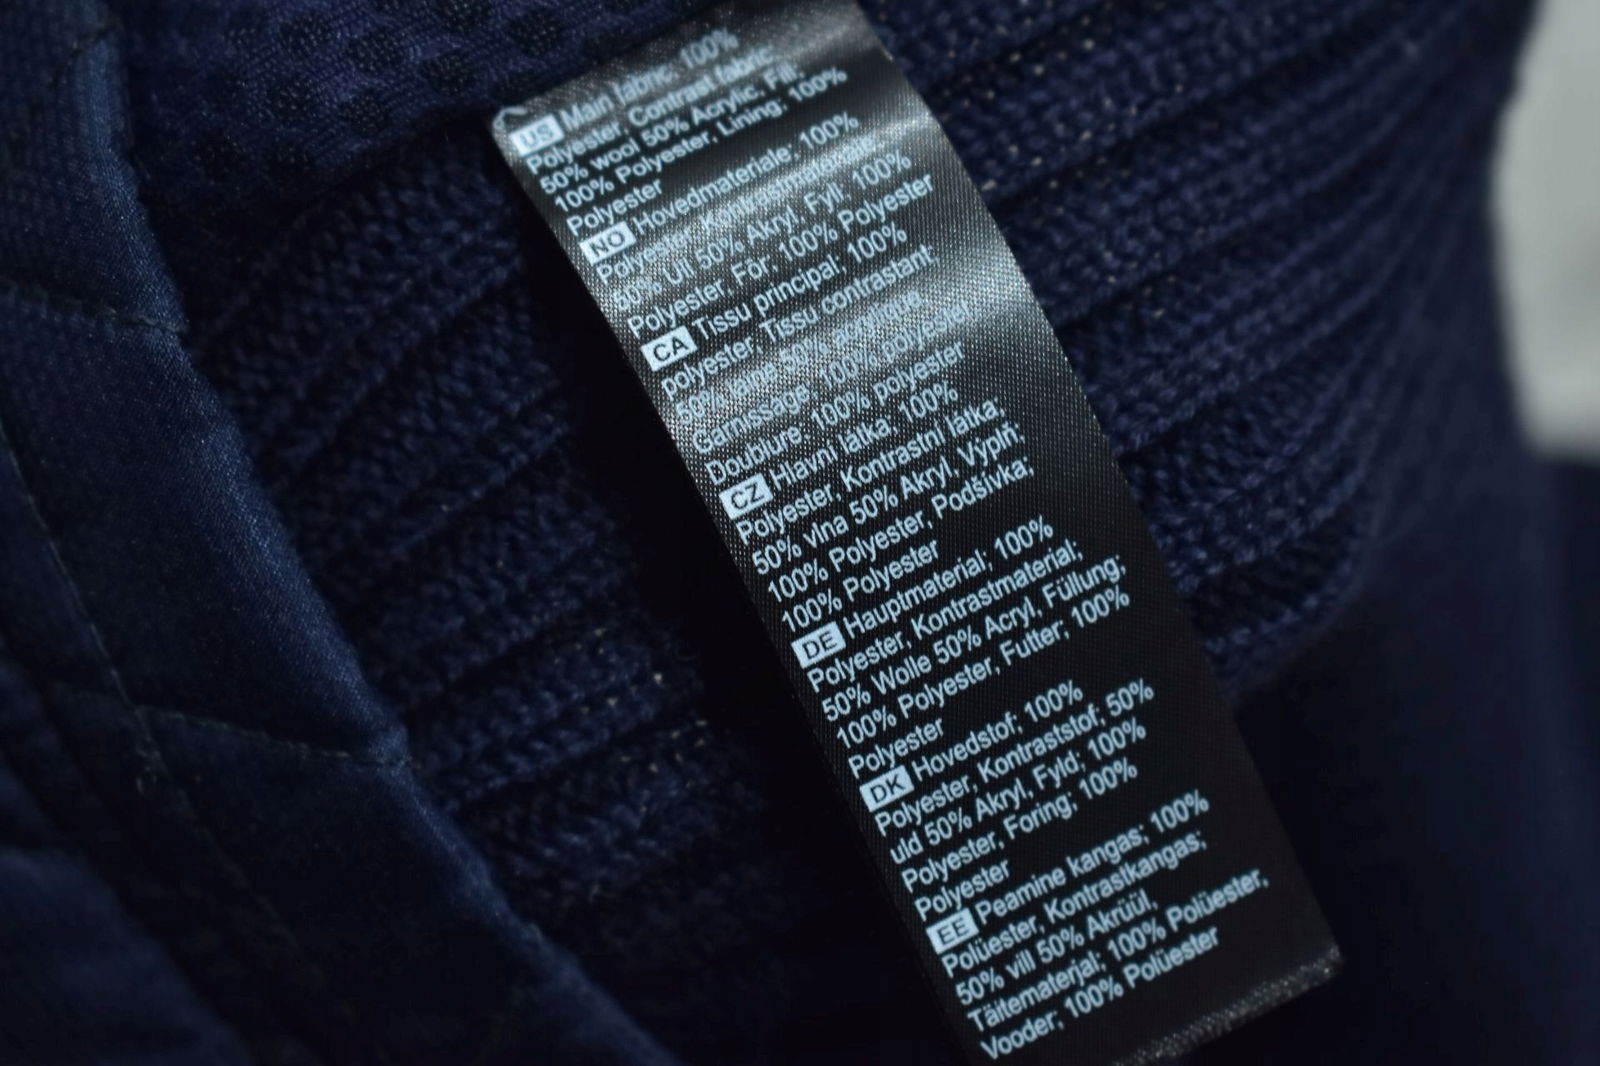 US Main fabric: 100%
Polyester, Contrast fabric:
50% wool 50% Acrylic, Fill;
100% Polyester, Lining: 100%
Polyester
NO Hovedmateriale; 100%
Polyester, Kontrastmateriale:
50% Ull 50% Akryl, Fyll: 100%
Polyester, Fôr: 100% Polyester
CA Tissu principal: 100%
polyester, Tissu contrastant:
50% laine 50% acrylique,
Garnissage: 100% polyester,
Doublure: 100% polyester
CZ Hlavní látka. 100%
Polyester, Kontrastní látka.
50% vlna 50% Akryl, Výplň;
100% Polyester, Podšívka;
100% Polyester
DE Hauptmaterial; 100%
Polyester, Kontrastmaterial;
50% Wolle 50% Acryl, Füllung;
100% Polyester, Futter; 100%
Polyester
DK Hovedstof; 100%
Polyester, Kontraststof; 50%
uld 50% Akryl, Fyld; 100%
Polyester, Foring; 100%
Polyester
EE Peamine kangas; 100%
Polüester, Kontrastkangas;
50% vill 50% Akrüül,
Täitematerjal; 100% Polüester,
Vooder; 100% Polüester